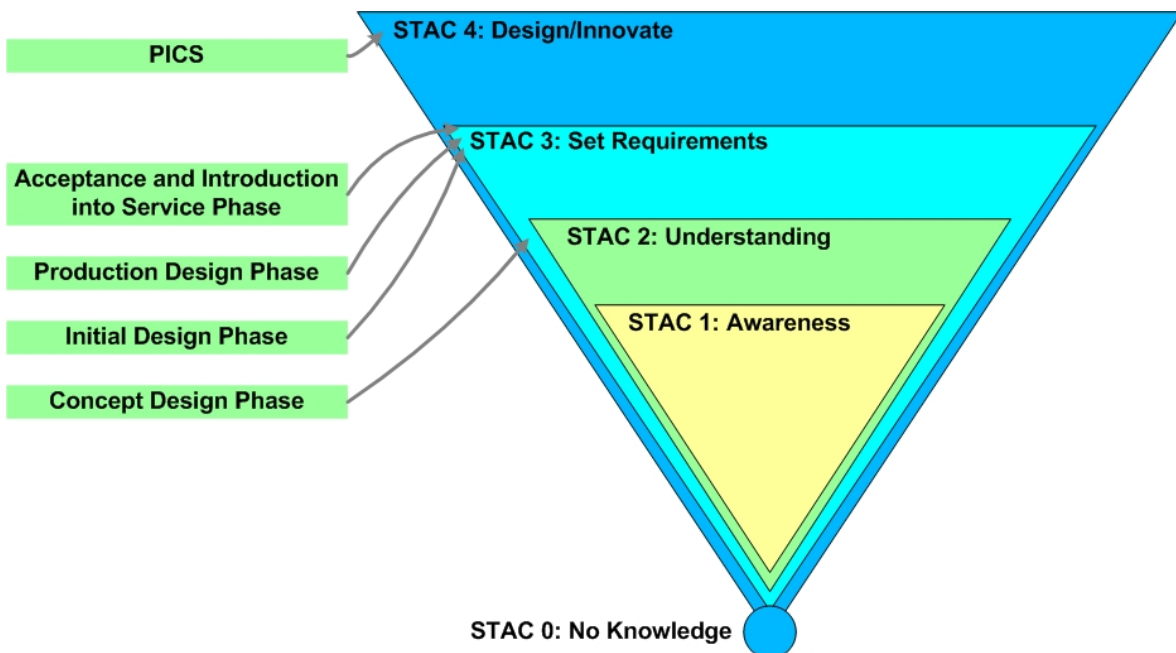 STAC 4: Design/Innovate
PICS
STAC 3: Set Requirements
Acceptance and Introduction
into Service Phase
STAC 2: Understanding
Production Design Phase
STAC 1: Awareness
Initial Design Phase
Concept Design Phase
STAC 0: No Knowledge